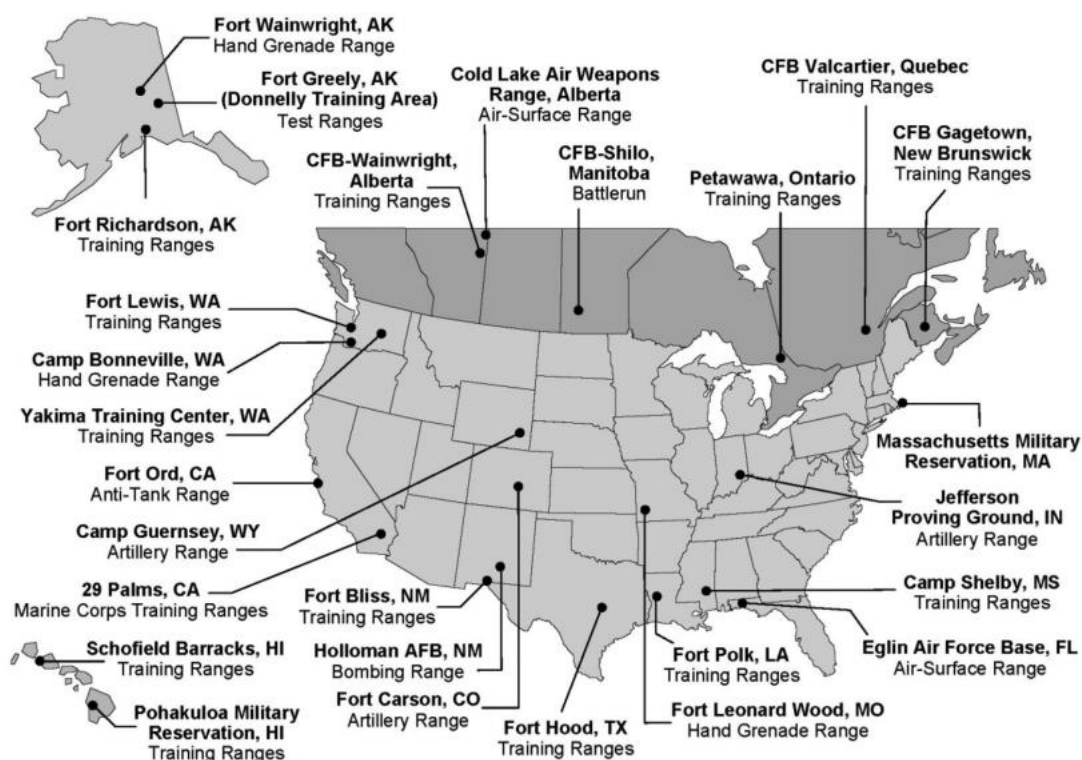 Fort Wainwright, AK
Hand Grenade Range
Fort Greely, AK
(Donnelly Training Area)
Test Ranges
Fort Richardson, AK
Training Ranges
Cold Lake Air Weapons
Range, Alberta
Air-Surface Range
CFB-Wainwright,
Alberta
Training Ranges
CFB-Shilo,
Manitoba
Battlerun
CFB Valcartier, Quebec
Training Ranges
Petawawa, Ontario
Training Ranges
CFB Gagetown,
New Brunswick
Training Ranges
Fort Lewis, WA
Training Ranges
Camp Bonneville, WA
Hand Grenade Range
Yakima Training Center, WA
Training Ranges
Fort Ord, CA
Anti-Tank Range
Camp Guernsey, WY
Artillery Range
29 Palms, CA
Marine Corps Training Ranges
Schofield Barracks, HI
Training Ranges
Pohakuloa Military
Reservation, HI
Training Ranges
Fort Bliss, NM
Training Ranges
Holloman AFB, NM
Bombing Range
Fort Carson, CO
Artillery Range
Fort Hood, TX
Training Ranges
Fort Polk, LA
Training Ranges
Fort Leonard Wood, MO
Hand Grenade Range
Massachusetts Military
Reservation, MA
Jefferson
Proving Ground, IN
Artillery Range
Camp Shelby, MS
Training Ranges
Eglin Air Force Base, FL
Air-Surface Range